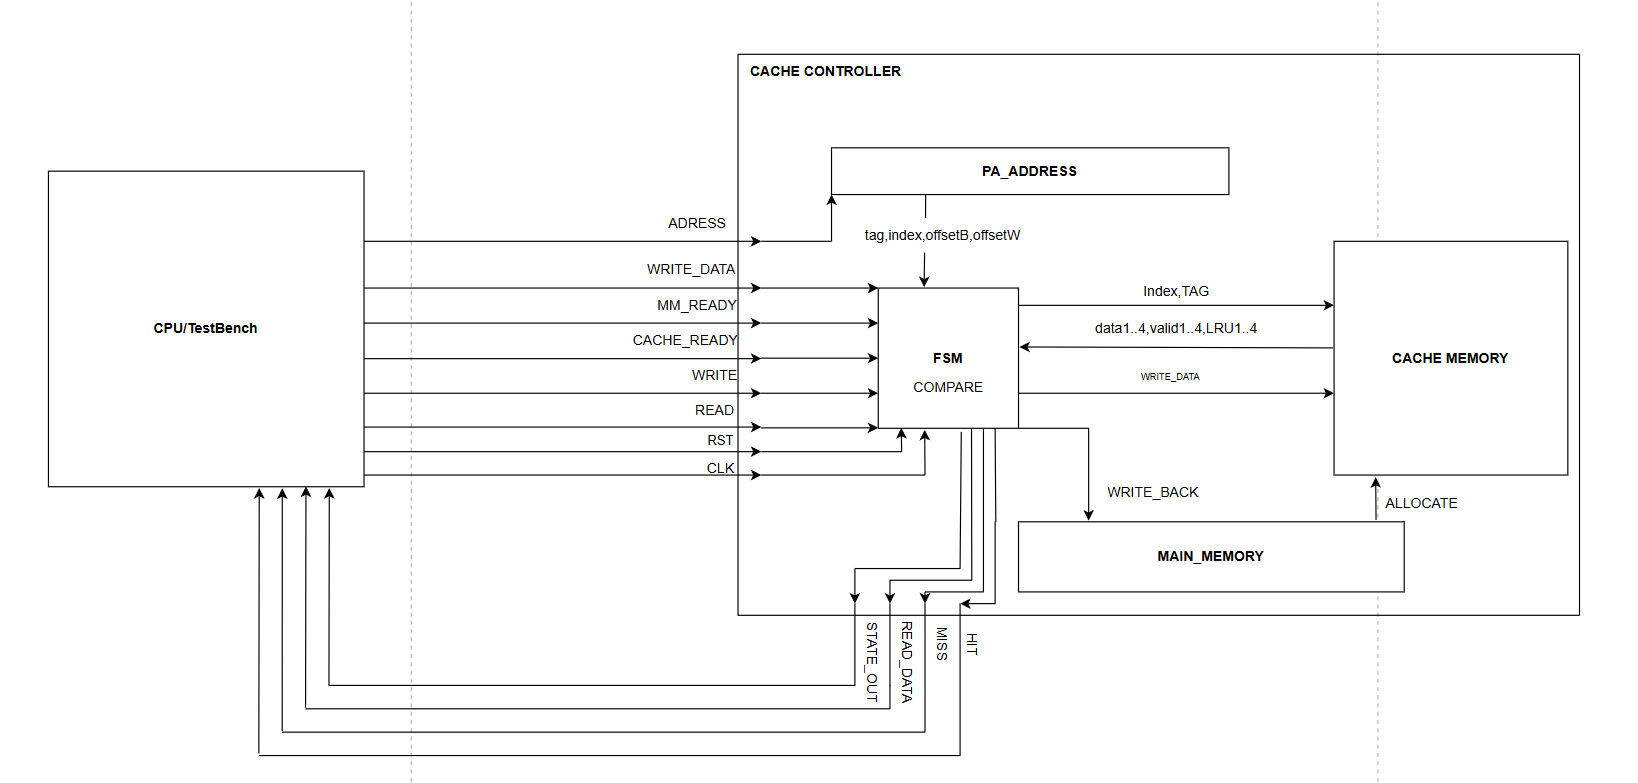 CACHE CONTROLLER
PA_ADDRESS
ADRESS
tag,index,offsetB,offsetW
WRITE_DATA
MM_READY
CACHE_READY
WRITE
READ
RST
CLK
CPU/TestBench
FSM
COMPARE
Index,TAG
data1..4,valid1..4,LRU1..4
WRITE_DATA
CACHE MEMORY
WRITE_BACK
ALLOCATE
MAIN_MEMORY
STATE_OUT
READ_DATA
MISS
HIT